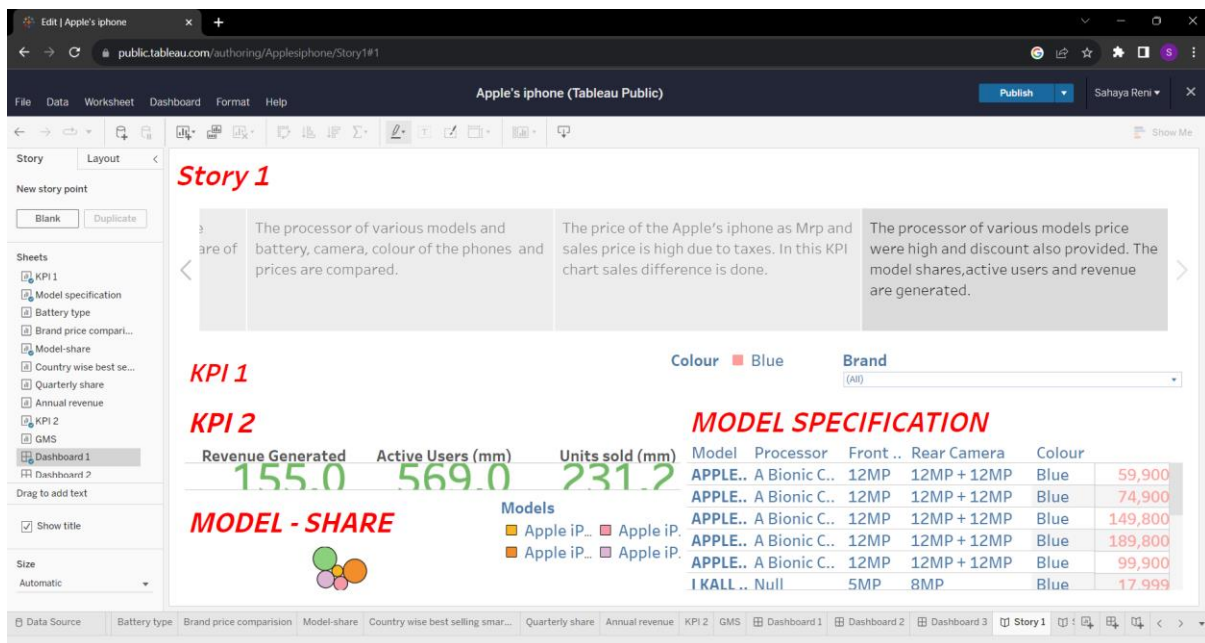 Edit | Apple's iphone
public.tableau.com/authoring/Applesiphone/Story1#1
S
Apple's iphone (Tableau Public)
Publish
Sahaya Reni
File Data Worksheet Dashboard Format Help
Show Me
Story Layout
New story point
Blank Duplicate
Sheets
KPI 1
Model specification
Battery type
Brand price compari...
Model-share
Country wise best se...
Quarterly share
Annual revenue
KPI 2
GMS
Dashboard 1
Dashboard 2
Drag to add text
Show title
Size
Automatic
Story 1
are of
The processor of various models and
battery, camera, colour of the phones and
prices are compared.
The price of the Apple's iphone as Mrp and
sales price is high due to taxes. In this KPI
chart sales difference is done.
The processor of various models price
were high and discount also provided. The
model shares,active users and revenue
are generated.
KPI 1
Colour Blue
Brand
(All)
KPI 2
Revenue Generated Active Users (mm) Units sold (mm)
155.0 569.0 231.2
MODEL - SHARE
Models
Apple iP... Apple iP.
Apple iP... Apple iP.
MODEL SPECIFICATION
Model Processor Front .. Rear Camera Colour
APPLE.. A Bionic C.. 12MP 12MP + 12MP Blue 59,900
APPLE.. A Bionic C.. 12MP 12MP + 12MP Blue 74,900
APPLE.. A Bionic C.. 12MP 12MP + 12MP Blue 149,800
APPLE.. A Bionic C.. 12MP 12MP + 12MP Blue 189,800
APPLE.. A Bionic C.. 12MP 12MP + 12MP Blue 99,900
I KALL .. Null 5MP 8MP Blue 17,999
Data Source Battery type Brand price comparision Model-share Country wise best selling smar... Quarterly share Annual revenue KPI 2 GMS Dashboard 1 Dashboard 2 Dashboard 3 Story 1